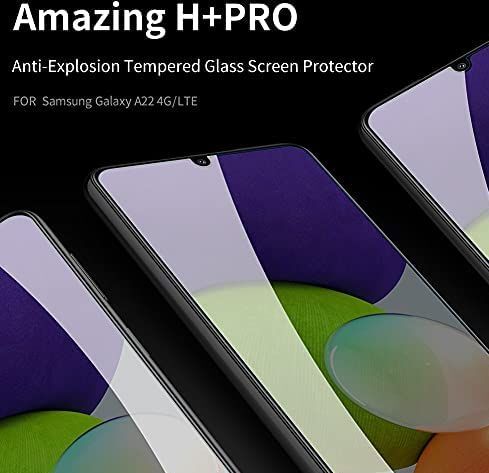 Amazing H+PRO
Anti-Explosion Tempered Glass Screen Protector
FOR Samsung Galaxy A22 4G/LTE